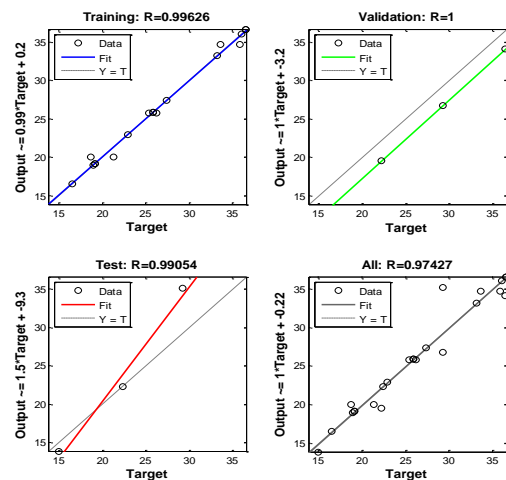 Training: R=0.99626
Output ~= 0.99*Target + 0.2
35
30
25
20
15
Data
Fit
Y = T
15 20 25 30 35
Target
Validation: R=1
Output ~= 1*Target + -3.2
35
30
25
20
15
Data
Fit
Y = T
15 20 25 30 35
Target
Test: R=0.99054
Output ~= 1.5*Target + -9.3
35
30
25
20
15
Data
Fit
Y = T
15 20 25 30 35
Target
All: R=0.97427
Output ~= 1*Target + -0.22
35
30
25
20
15
Data
Fit
Y = T
15 20 25 30 35
Target